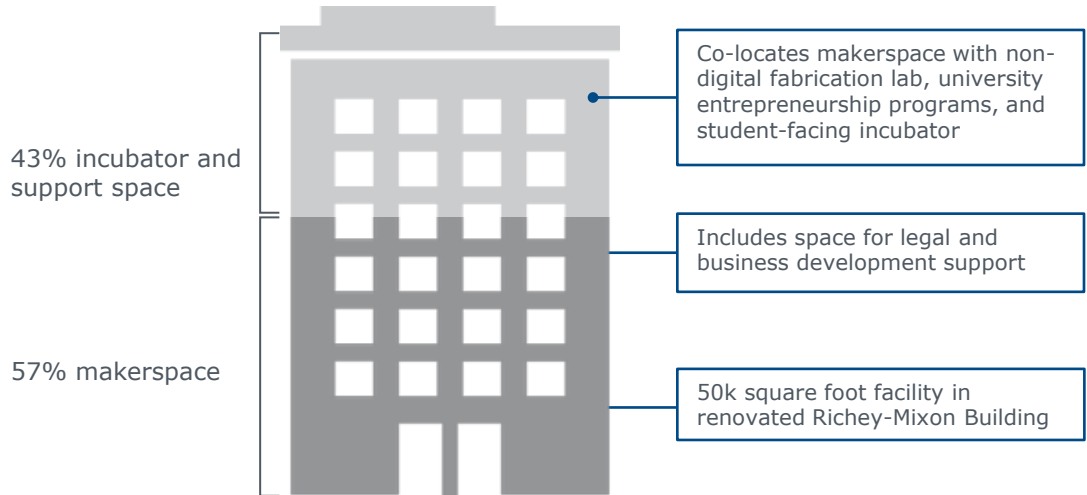 43% incubator and
support space
57% makerspace
Co-locates makerspace with non-
digital fabrication lab, university
entrepreneurship programs, and
student-facing incubator
Includes space for legal and
business development support
50k square foot facility in
renovated Richey-Mixon Building